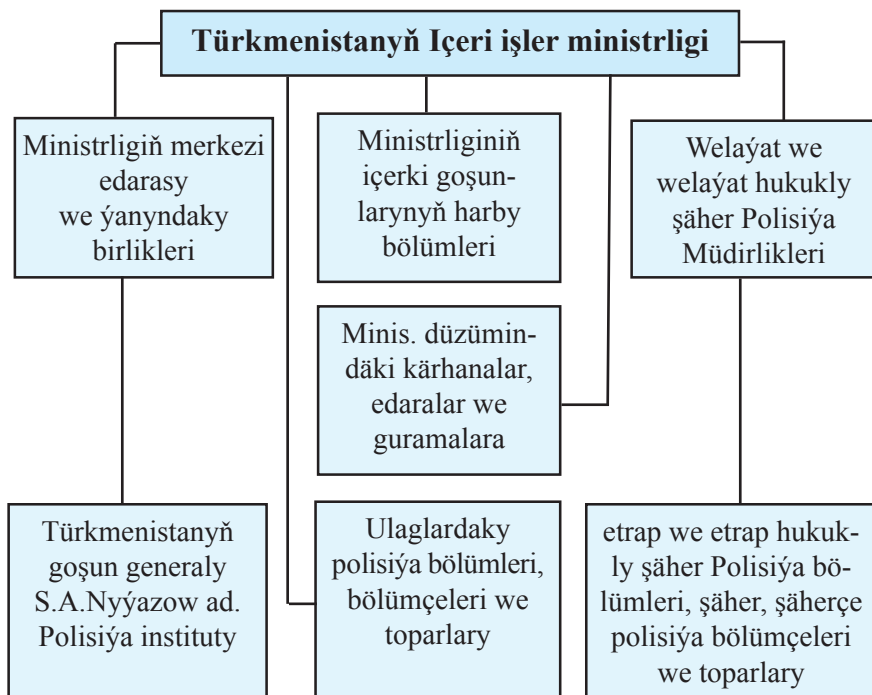 Türkmenistanyň Içeri işler ministrligi
Ministrligiň merkezi
edarasy
we ýanyndaky
birlikleri
Ministrliginiň
içerki goşun-
larynyň harby
bölümleri
Welaýat we
welaýat hukukly
şäher Polisiýa
Müdirlikleri
Minis. düzümin-
däki kärhanalar,
edaralar we
guramalara
Türkmenistanyň
goşun generaly
S.A.Nyýazow ad.
Polisiýa instituty
Ulaglardaky
polisiýa bölümleri,
bölümçeleri we
toparlary
etrap we etrap hukuk-
ly şäher Polisiýa bö-
lümleri, şäher, şäherçe
polisiýa bölümçeleri
we toparlary